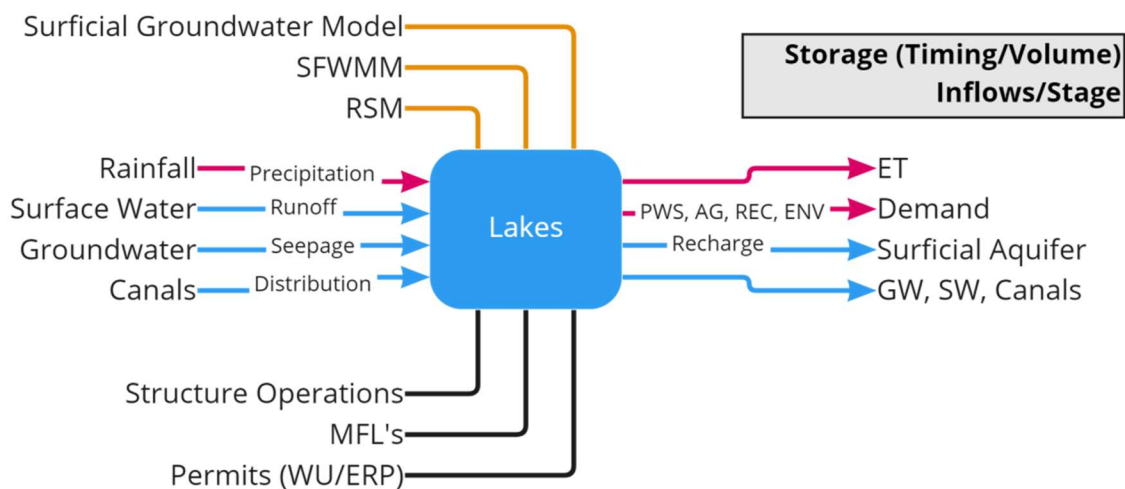 Surficial Groundwater Model
SFWMM
RSM
Storage (Timing/Volume)
Inflows/Stage
Rainfall
Precipitation
Surface Water
Runoff
Groundwater
Seepage
Canals
Distribution
Lakes
ET
PWS, AG, REC, ENV
Demand
Recharge
Surficial Aquifer
GW, SW, Canals
Structure Operations
MFL's
Permits (WU/ERP)